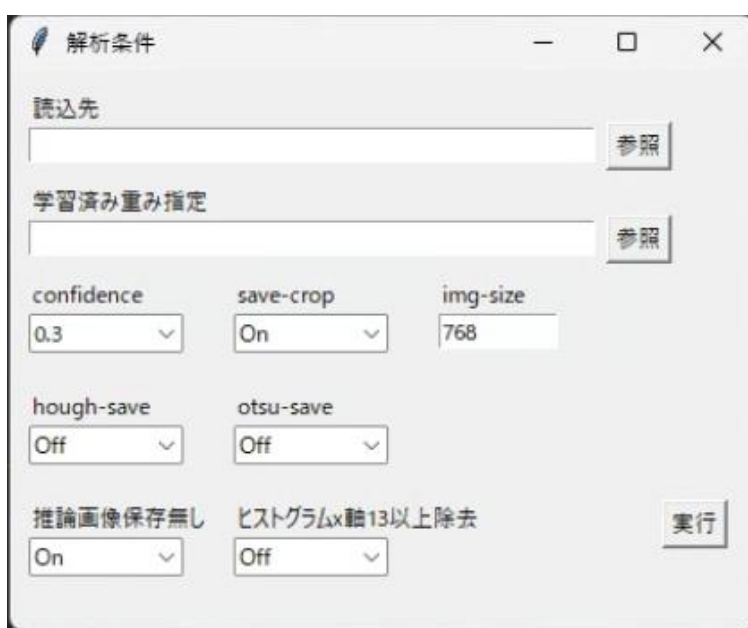 解析条件
読込先
参照
学習済み重み指定
参照
confidence save-crop img-size
0.3 On 768
hough-save otsu-save
Off Off
推論画像保存無し ヒストグラムx軸13以上除去
On Off
実行